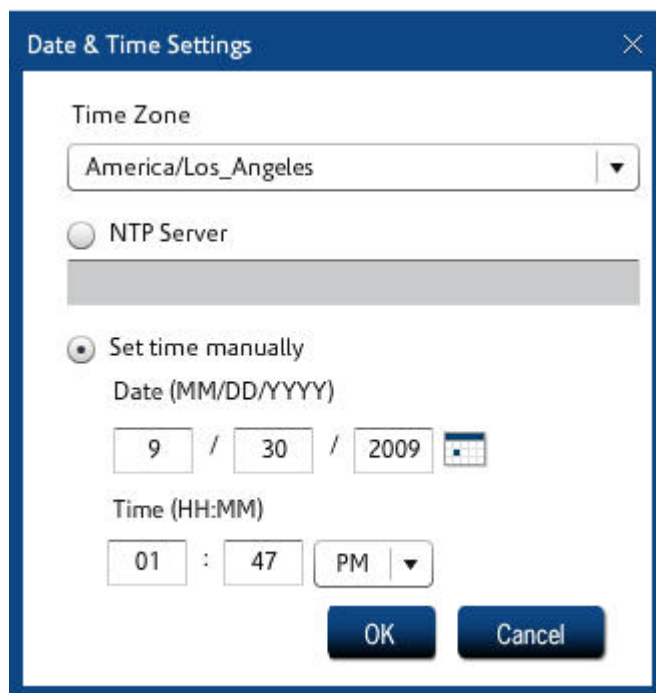 Date & Time Settings
Time Zone
America/Los_Angeles
NTP Server
Set time manually
Date (MM/DD/YYYY)
9 / 30 / 2009
Time (HH:MM)
01 : 47 PM
OK Cancel